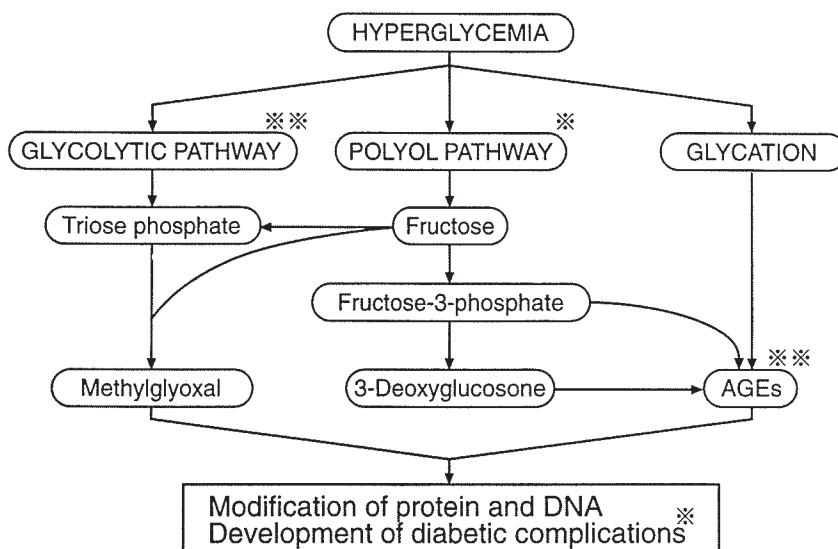 HYPERGLYCEMIA
※※
※
GLYCOLYTIC PATHWAY
POLYOL PATHWAY
GLYCATION
Triose phosphate
Fructose
Fructose-3-phosphate
※※
Methylglyoxal
3-Deoxyglucosone
AGEs
Modification of protein and DNA
Development of diabetic complications※